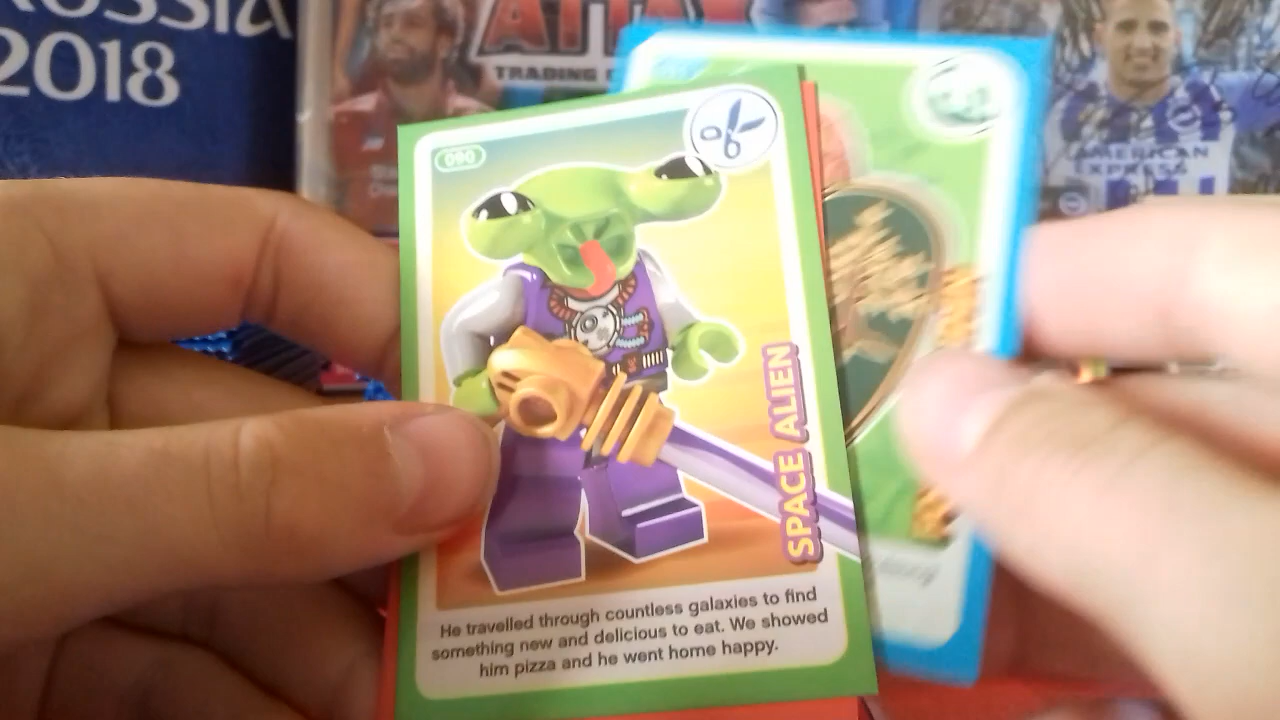 RUSSIA
2018
ATTAX
TRADING
AMERICAN
EXPRESS
090
SPACE ALIEN
He travelled through countless galaxies to find
something new and delicious to eat. We showed
him pizza and he went home happy.